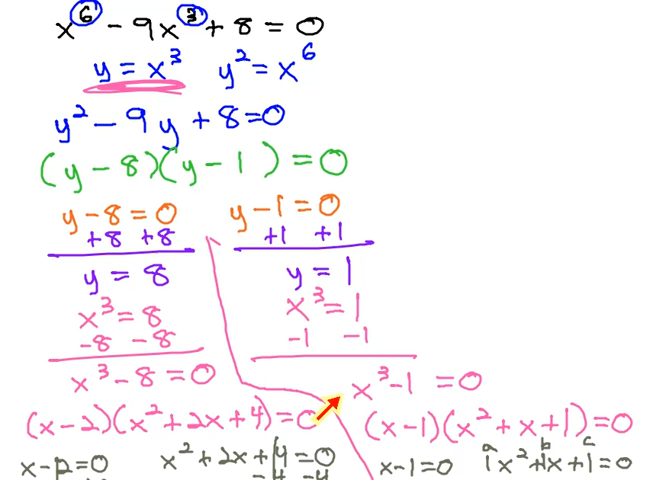 x⁶ - 9x³ + 8 = 0
y = x³ y² = x⁶
y² - 9y + 8 = 0
(y - 8)(y - 1) = 0
y - 8 = 0 y - 1 = 0
+8 +8 +1 +1
y = 8 y = 1
x³ = 8 x³ = 1
-8 -8 -1 -1
x³ - 8 = 0 x³ - 1 = 0
(x - 2)(x² + 2x + 4) = 0 (x - 1)(x² + x + 1) = 0
a b c
x - 2 = 0 x² + 2x + 4 = 0 x - 1 = 0 1x² + 1x + 1 = 0
-4 -4